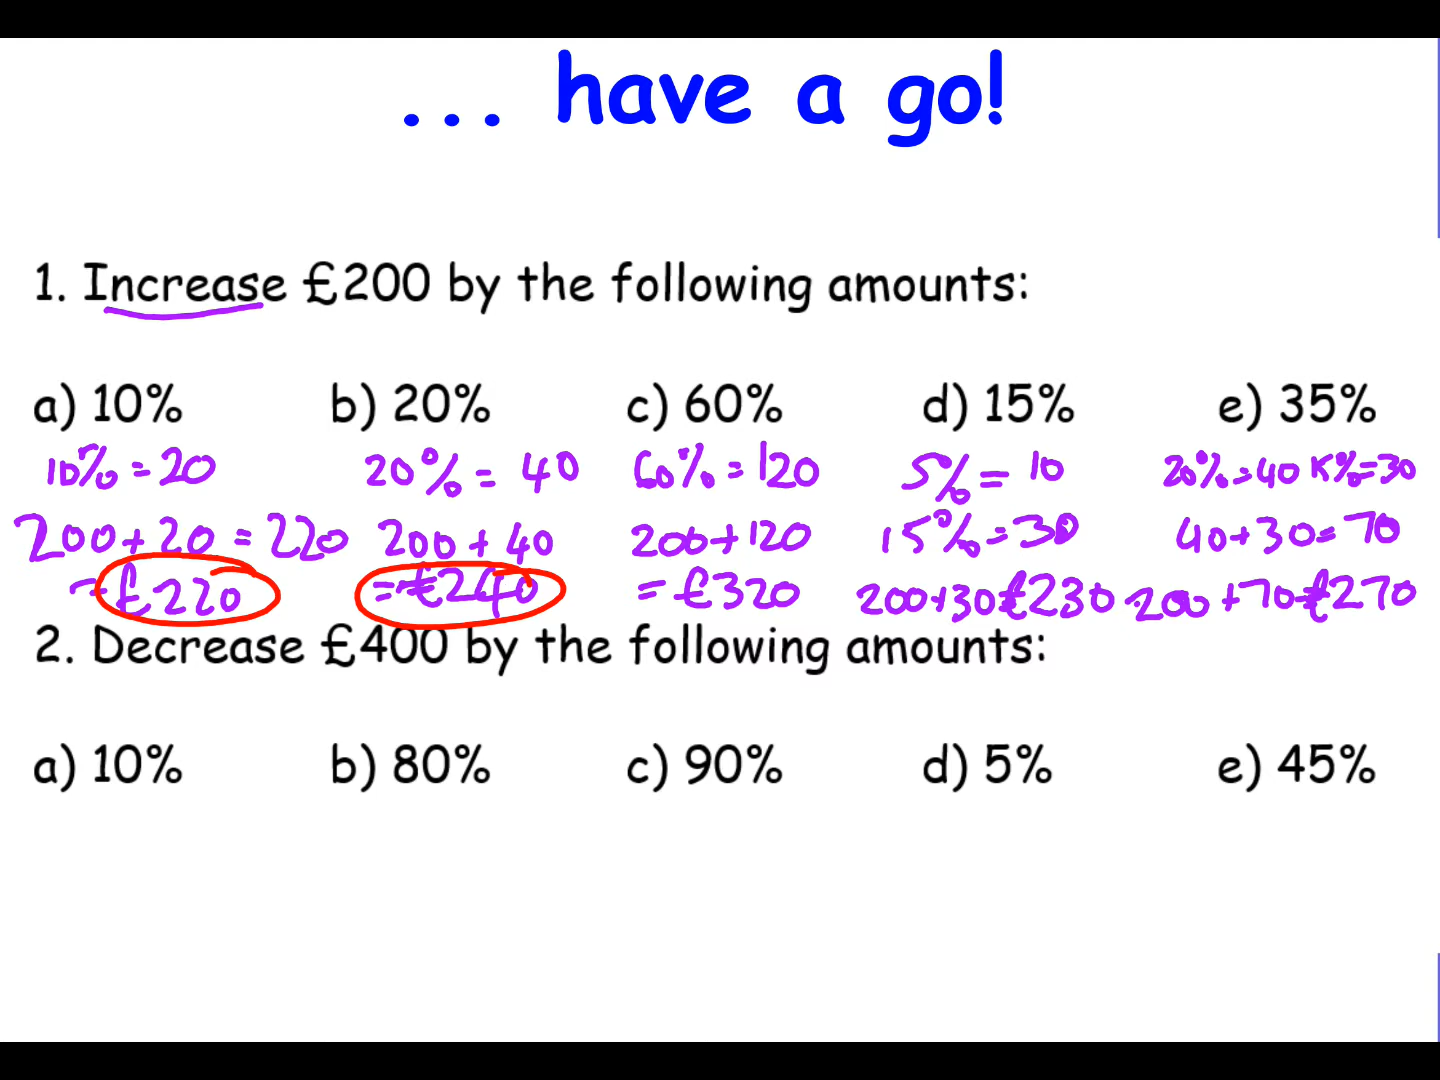 ... have a go!
1. Increase £200 by the following amounts:
a) 10% b) 20% c) 60% d) 15% e) 35%
10% = 20 20% = 40 60% = 120 5% = 10 20% = 40 15% = 30
200 + 20 = 220 200 + 40 200 + 120 15% = 30 40 + 30 = 70
= £220 = £240 = £320 200 + 30 = £230 200 + 70 = £270
2. Decrease £400 by the following amounts:
a) 10% b) 80% c) 90% d) 5% e) 45%